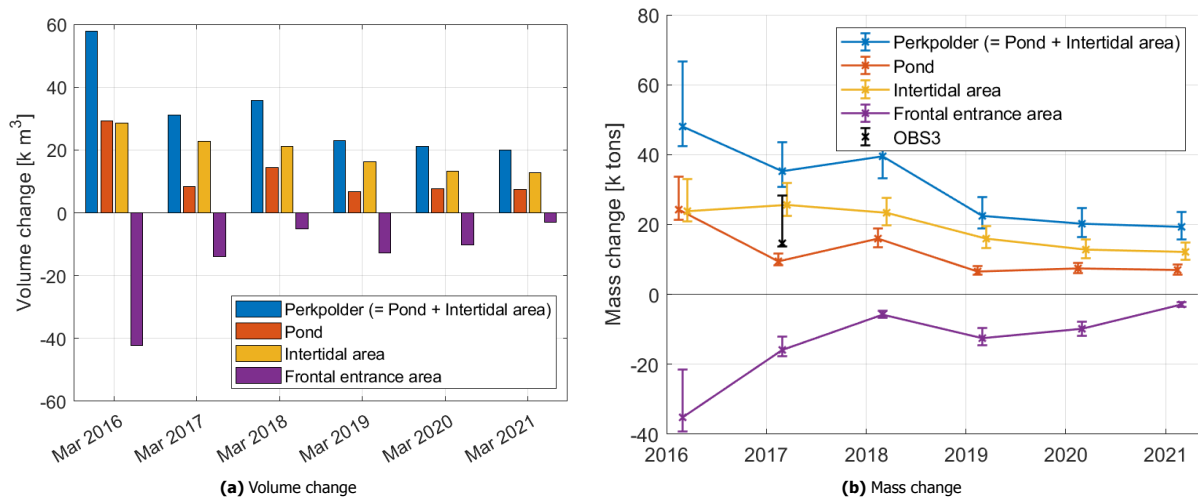 Volume change [k m³]
60
40
20
0
-20
-40
-60
Perkpolder (= Pond + Intertidal area)
Pond
Intertidal area
Frontal entrance area
Mar 2016
Mar 2017
Mar 2018
Mar 2019
Mar 2020
Mar 2021
(a) Volume change
Mass change [k tons]
80
60
40
20
0
-20
-40
Perkpolder (= Pond + Intertidal area)
Pond
Intertidal area
Frontal entrance area
OBS3
2016
2017
2018
2019
2020
2021
(b) Mass change